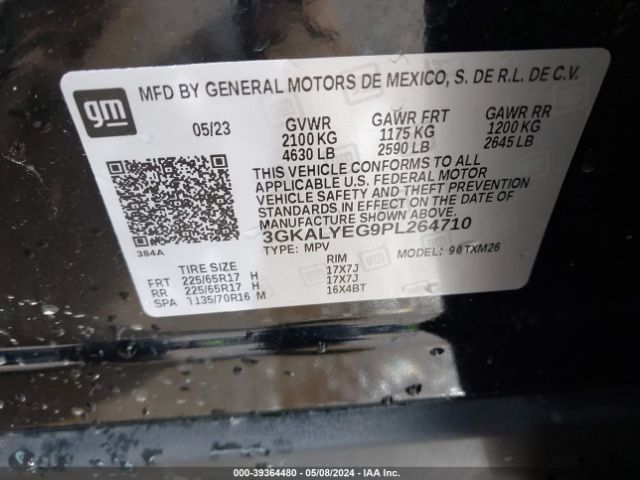 gm
MFD BY GENERAL MOTORS DE MEXICO, S. DE R.L. DE C.V.
05/23 GVWR GAWR FRT GAWR RR
2100 KG 1175 KG 1200 KG
4630 LB 2590 LB 2645 LB
THIS VEHICLE CONFORMS TO ALL
APPLICABLE U.S. FEDERAL MOTOR
VEHICLE SAFETY AND THEFT PREVENTION
STANDARDS IN EFFECT ON THE DATE OF
MANUFACTURE SHOWN ABOVE.
3GKALYEG9PL264710
384A
TYPE: MPV MODEL: 90TXM26
TIRE SIZE RIM
FRT 225/65R17 H 17X7J
RR 225/65R17 H 17X7J
SPA T135/70R16 M 16X4BT
000-39364480 - 05/08/2024 - IAA Inc.